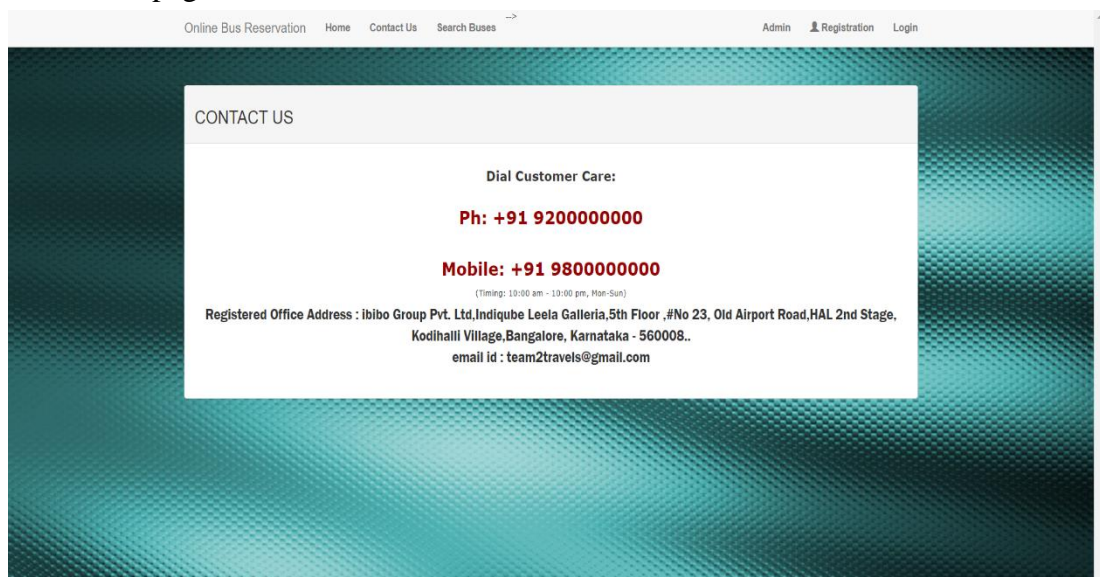 Online Bus Reservation Home Contact Us Search Buses --> Admin Registration Login
CONTACT US
Dial Customer Care:
Ph: +91 9200000000
Mobile: +91 9800000000
(Timing: 10:00 am - 10:00 pm, Mon-Sun)
Registered Office Address : ibibo Group Pvt. Ltd,Indiqube Leela Galleria,5th Floor ,#No 23, Old Airport Road,HAL 2nd Stage,
Kodihalli Village,Bangalore, Karnataka - 560008..
email id : team2travels@gmail.com